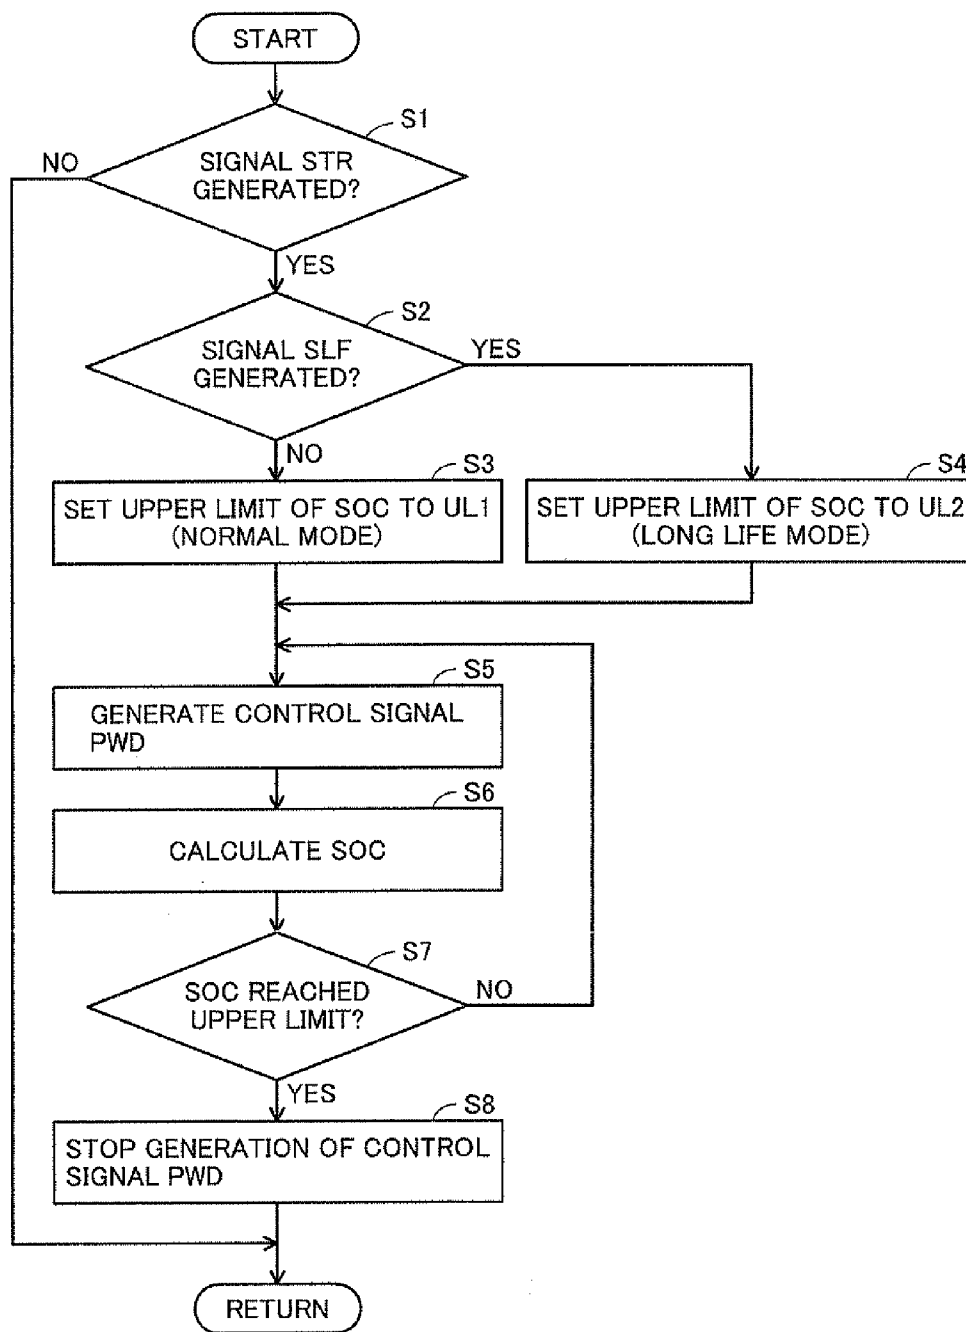 START
S1
NO
SIGNAL STR
GENERATED?
YES
S2
SIGNAL SLF
GENERATED?
YES
NO
S3
SET UPPER LIMIT OF SOC TO UL1
(NORMAL MODE)
S4
SET UPPER LIMIT OF SOC TO UL2
(LONG LIFE MODE)
S5
GENERATE CONTROL SIGNAL
PWD
S6
CALCULATE SOC
S7
SOC REACHED
UPPER LIMIT?
NO
YES
S8
STOP GENERATION OF CONTROL
SIGNAL PWD
RETURN